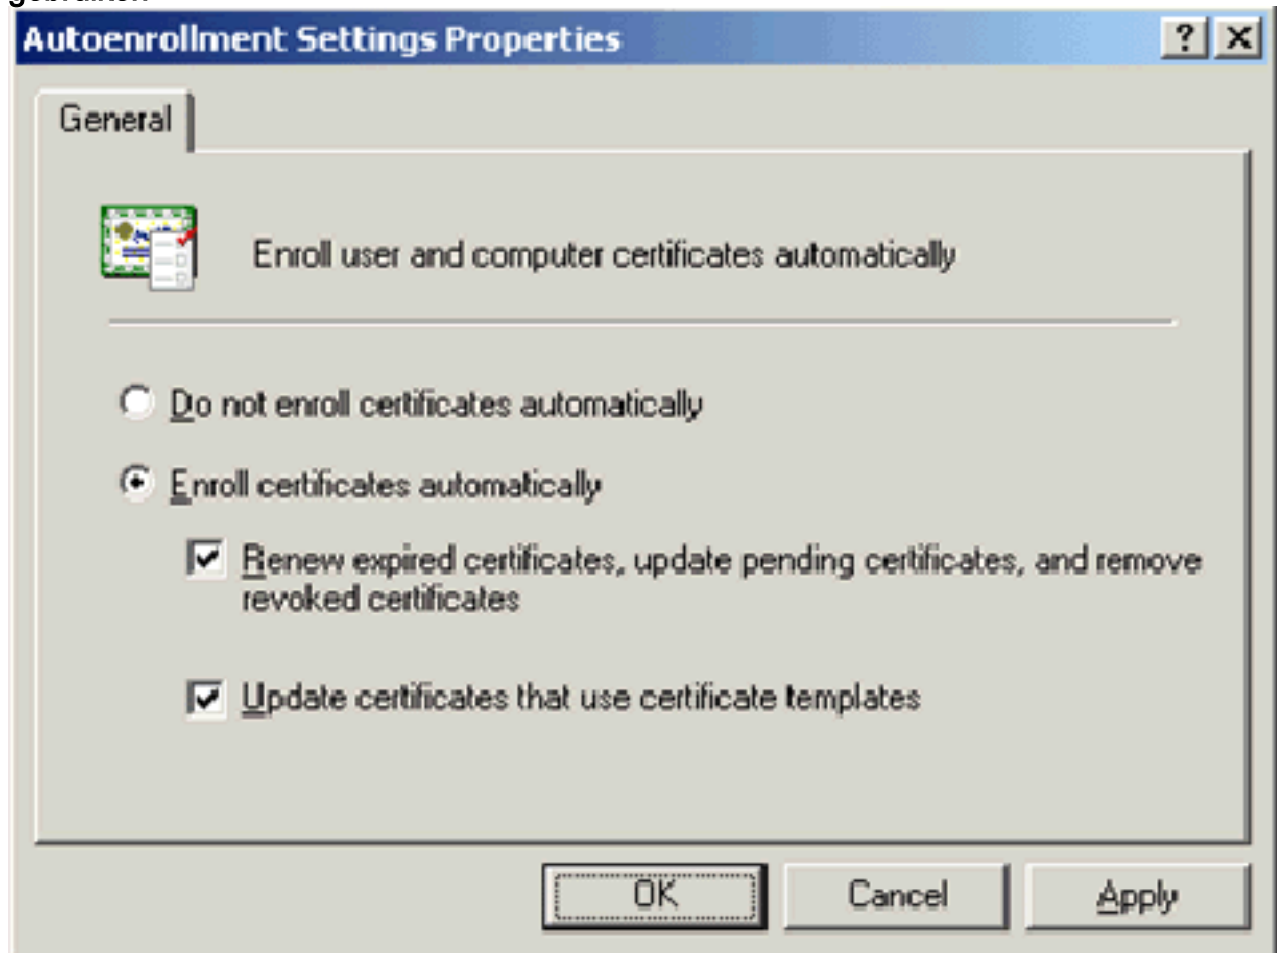 gebruiken
Autoenrollment Settings Properties
General
Enroll user and computer certificates automatically
Do not enroll certificates automatically
Enroll certificates automatically
Renew expired certificates, update pending certificates, and remove
revoked certificates
Update certificates that use certificate templates
OK
Cancel
Apply